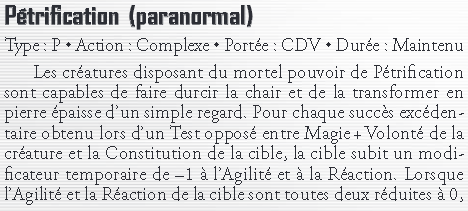 Pétrification (paranormal)
Type : P • Action : Complexe • Portée : CDV • Durée : Maintenu
Les créatures disposant du mortel pouvoir de Pétrification
sont capables de faire durcir la chair et de la transformer en
pierre épaisse d’un simple regard. Pour chaque succès excéden-
taire obtenu lors d’un Test opposé entre Magie + Volonté de la
créature et la Constitution de la cible, la cible subit un modi-
ficateur temporaire de –1 à l’Agilité et à la Réaction. Lorsque
l’Agilité et la Réaction de la cible sont toutes deux réduites à 0,